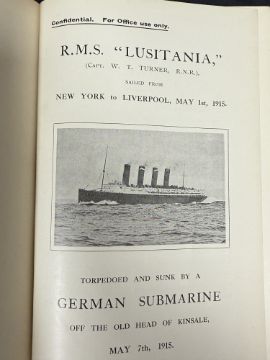 Confidential. For Office use only.
R.M.S. “LUSITANIA,”
(Capt. W. T. TURNER, R.N.R.),
SAILED FROM
NEW YORK to LIVERPOOL, MAY 1st, 1915.
TORPEDOED AND SUNK BY A
GERMAN SUBMARINE
OFF THE OLD HEAD OF KINSALE,
MAY 7th, 1915.